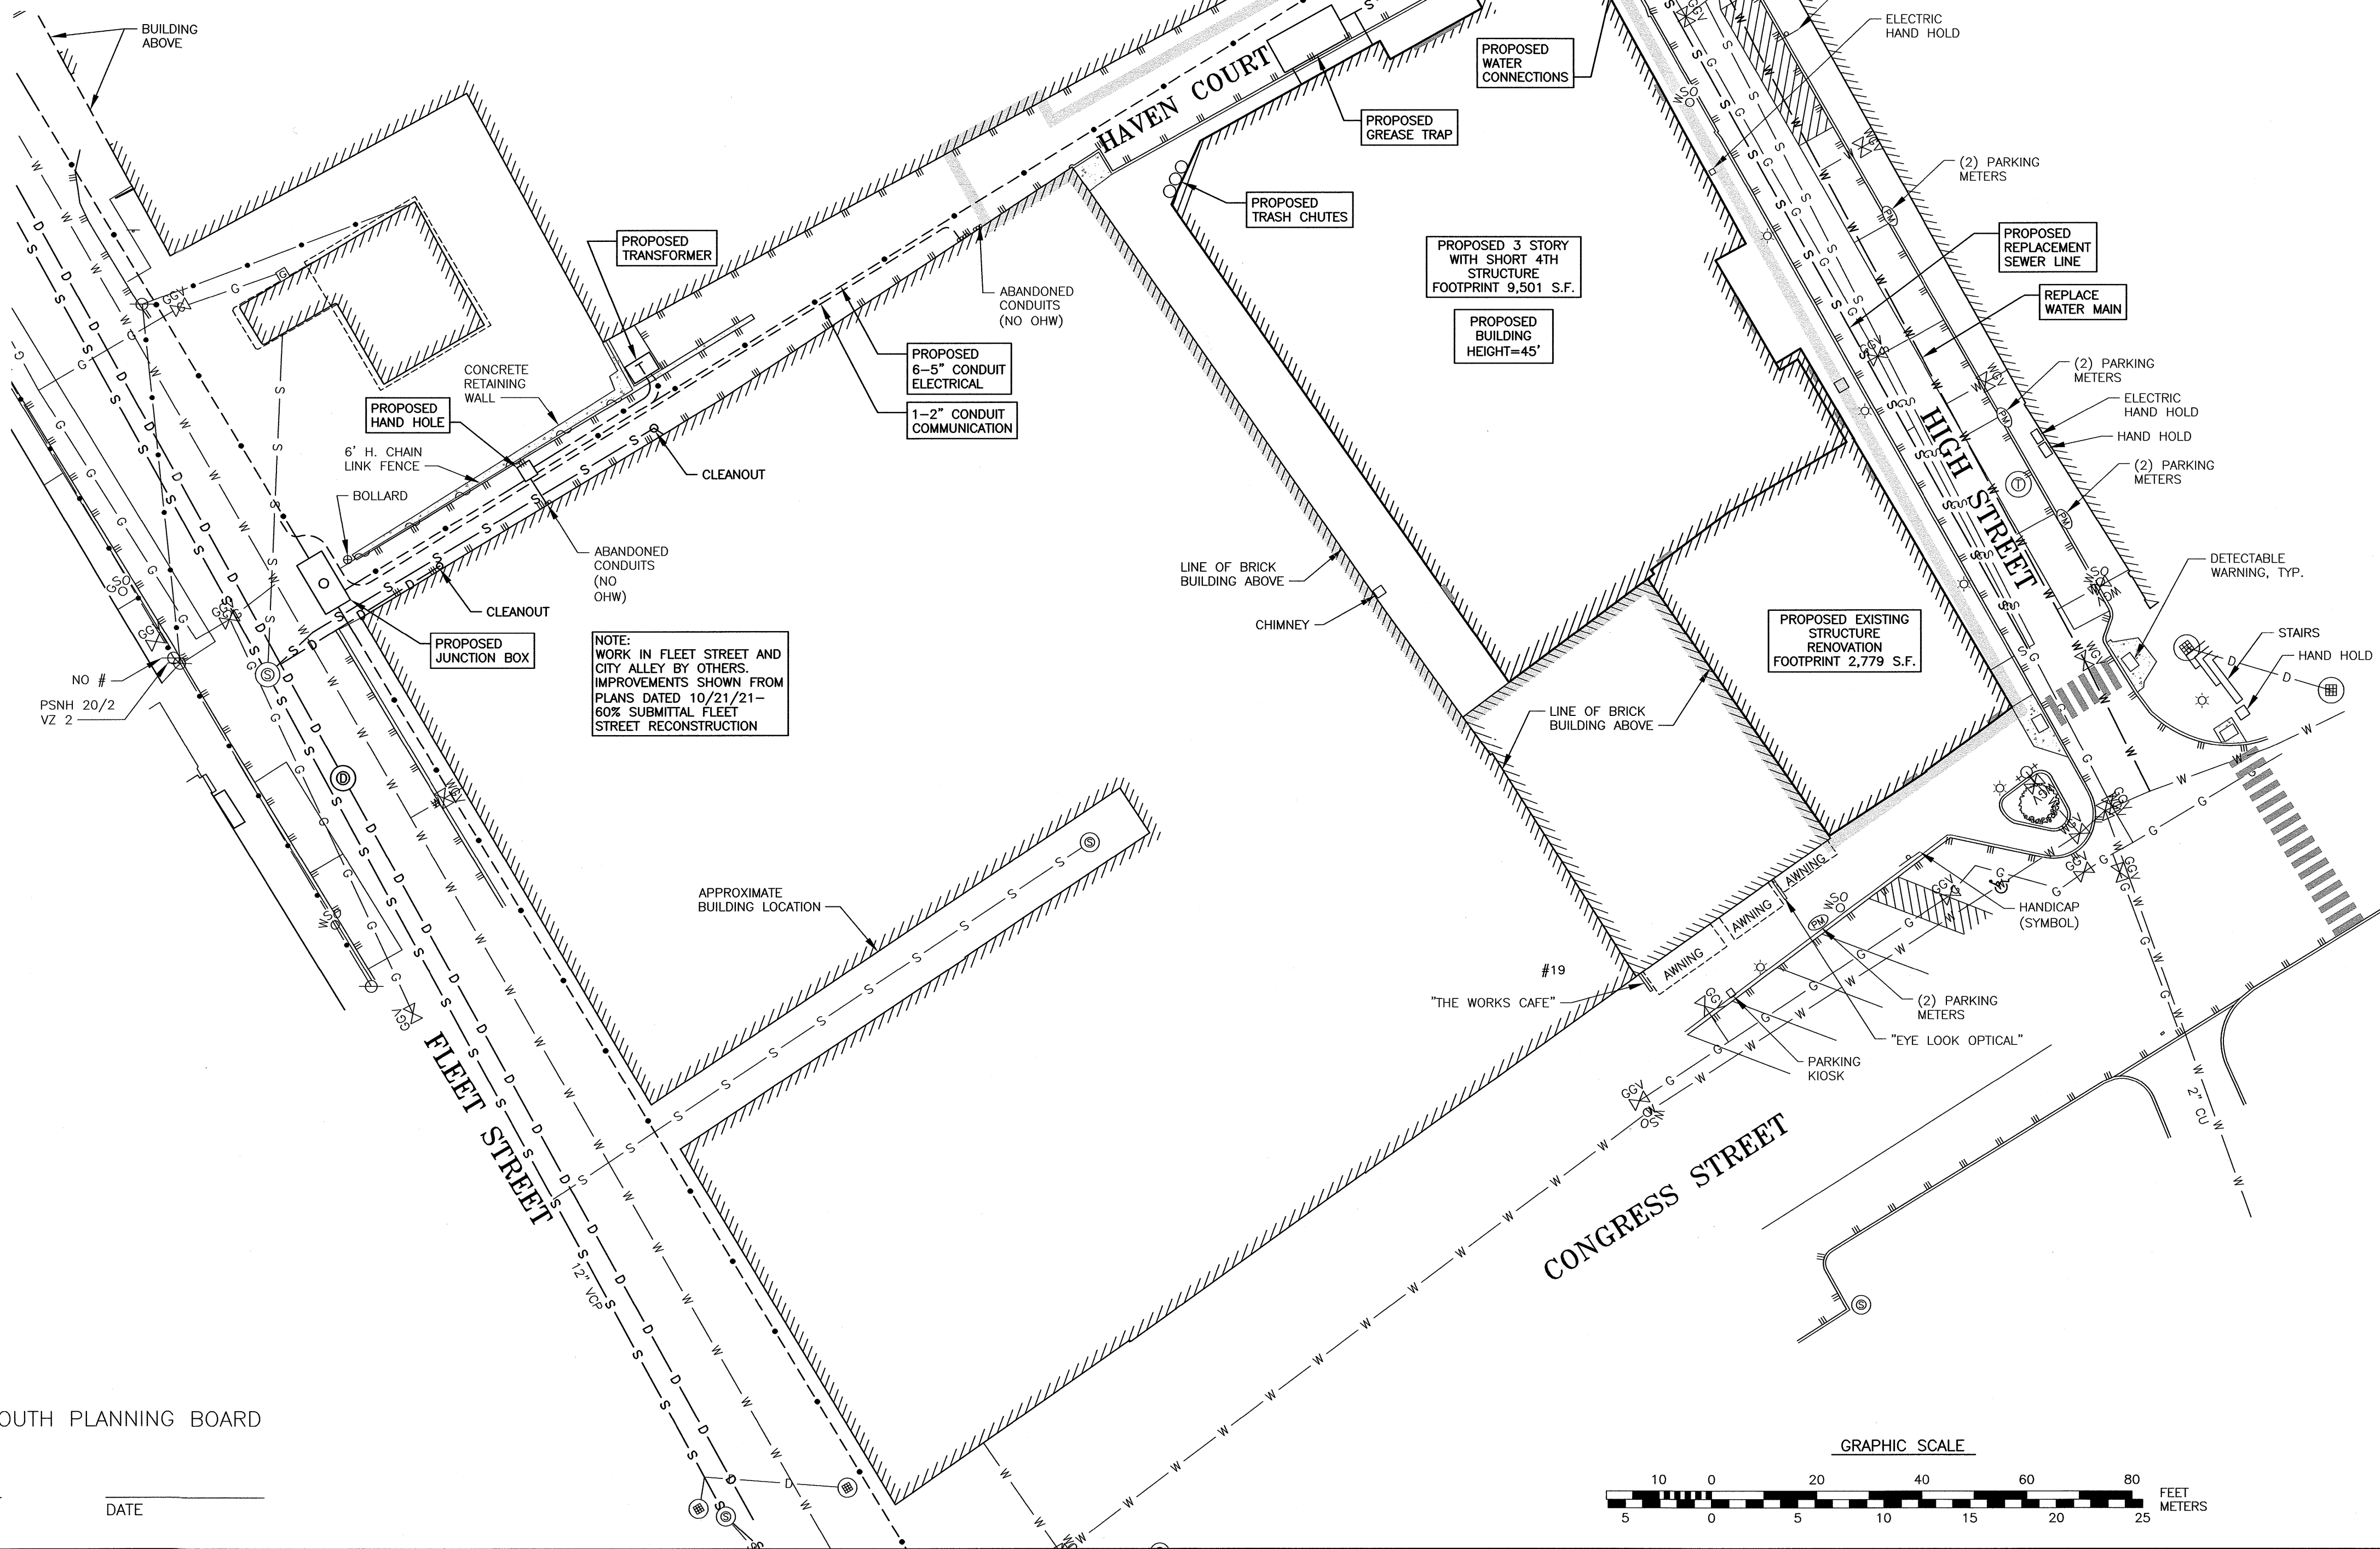 BUILDING
ABOVE
HAVEN COURT
PROPOSED
WATER
CONNECTIONS
ELECTRIC
HAND HOLD
PROPOSED
GREASE TRAP
(2) PARKING
METERS
PROPOSED
TRASH CHUTES
PROPOSED
TRANSFORMER
T
PROPOSED 3 STORY
WITH SHORT 4TH
STRUCTURE
FOOTPRINT 9,501 S.F.
PROPOSED
BUILDING
HEIGHT=45'
PROPOSED
REPLACEMENT
SEWER LINE
REPLACE
WATER MAIN
ABANDONED
CONDUITS
(NO OHW)
PROPOSED
6-5" CONDUIT
ELECTRICAL
1-2" CONDUIT
COMMUNICATION
CONCRETE
RETAINING
WALL
PROPOSED
HAND HOLE
6' H. CHAIN
LINK FENCE
BOLLARD
CLEANOUT
(2) PARKING
METERS
ELECTRIC
HAND HOLD
HAND HOLD
(2) PARKING
METERS
HIGH STREET
ABANDONED
CONDUITS
(NO
OHW)
CLEANOUT
PROPOSED
JUNCTION BOX
NOTE:
WORK IN FLEET STREET AND
CITY ALLEY BY OTHERS.
IMPROVEMENTS SHOWN FROM
PLANS DATED 10/21/21-
60% SUBMITTAL FLEET
STREET RECONSTRUCTION
LINE OF BRICK
BUILDING ABOVE
CHIMNEY
DETECTABLE
WARNING, TYP.
PROPOSED EXISTING
STRUCTURE
RENOVATION
FOOTPRINT 2,779 S.F.
STAIRS
HAND HOLD
NO #
PSNH 20/2
VZ 2
LINE OF BRICK
BUILDING ABOVE
APPROXIMATE
BUILDING LOCATION
AWNING
AWNING
AWNING
HANDICAP
(SYMBOL)
#19
"THE WORKS CAFE"
(2) PARKING
METERS
"EYE LOOK OPTICAL"
PARKING
KIOSK
FLEET STREET
12" VCP
2" CU
CONGRESS STREET
OUTH PLANNING BOARD
DATE
GRAPHIC SCALE
10 0 20 40 60 80
FEET
METERS
5 0 5 10 15 20 25